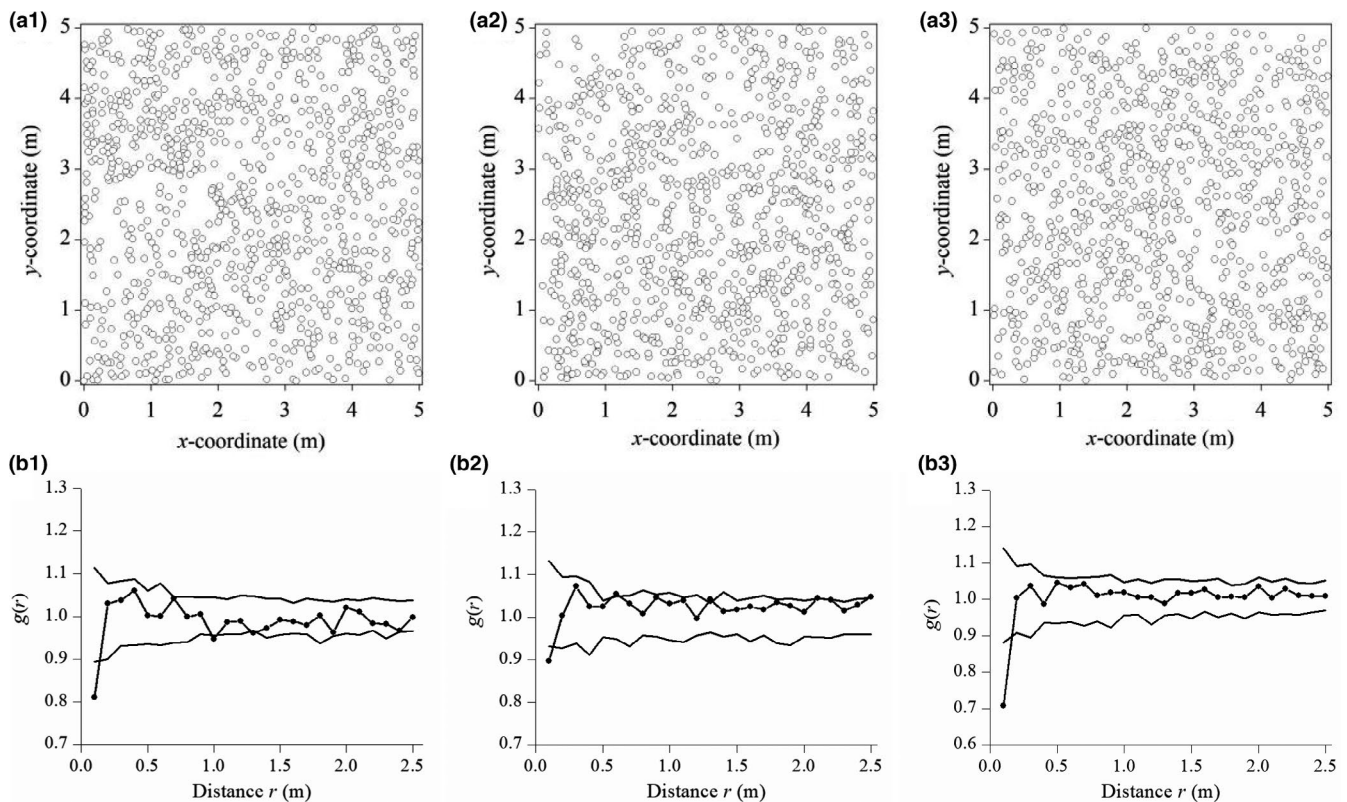 (a1) (a2) (a3)
5 5 5
4 4 4
3 3 3
2 2 2
1 1 1
0 0 0
y-coordinate (m) y-coordinate (m) y-coordinate (m)
0 1 2 3 4 5 0 1 2 3 4 5 0 1 2 3 4 5
x-coordinate (m) x-coordinate (m) x-coordinate (m)
(b1) (b2) (b3)
1.3 1.3 1.3
1.2 1.2 1.2
1.1 1.1 1.1
1.0 1.0 1.0
0.9 0.9 0.9
0.8 0.8 0.8
0.7 0.7 0.7
0.6
g(r) g(r) g(r)
0.0 0.5 1.0 1.5 2.0 2.5 0.0 0.5 1.0 1.5 2.0 2.5 0.0 0.5 1.0 1.5 2.0 2.5
Distance r (m) Distance r (m) Distance r (m)